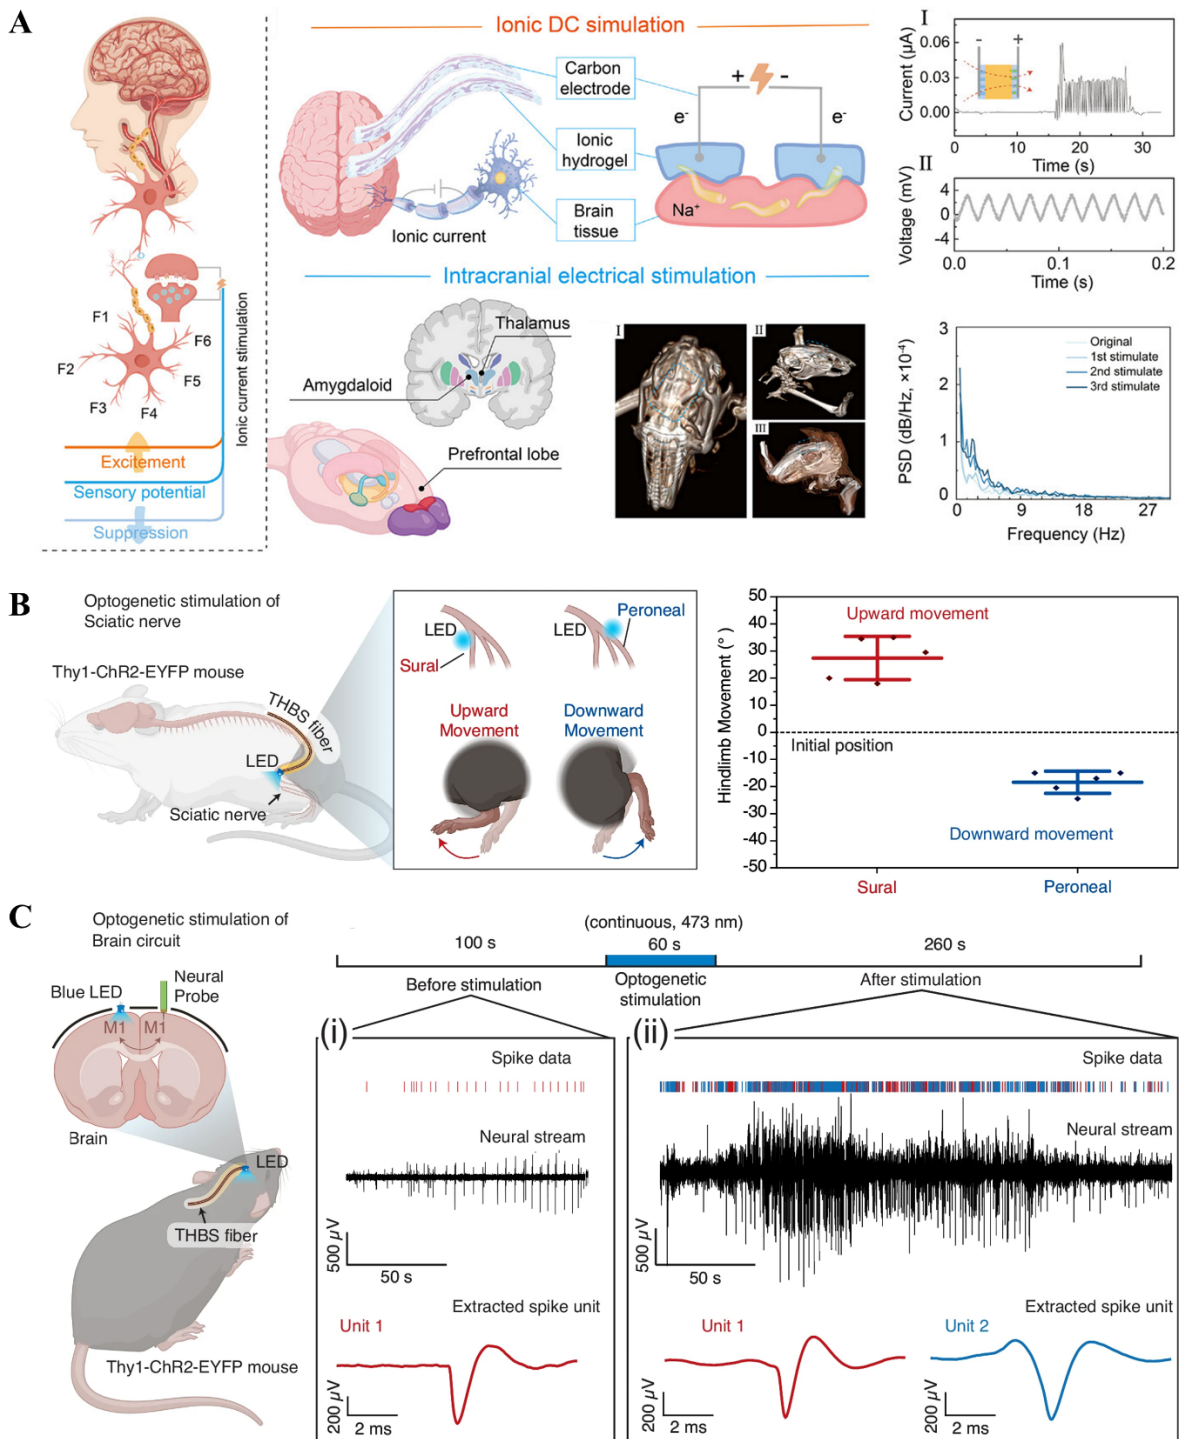 A
Ionic DC simulation
Carbon
electrode
Ionic
hydrogel
Brain
tissue
Ionic current
+
-
e-
e-
Na+
I
Current (μA)
0.06
0.03
0.00
-
+
0
10
20
30
Time (s)
II
Voltage (mV)
4
0
-4
0.0
0.1
0.2
Time (s)
F1
F2
F3
F4
F5
F6
Ionic current stimulation
Excitement
Sensory potential
Suppression
Intracranial electrical stimulation
Thalamus
Amygdaloid
Prefrontal lobe
I
II
III
PSD (dB/Hz, ×10-4)
3
2
1
0
Original
1st stimulate
2nd stimulate
3rd stimulate
0
9
18
30
Frequency (Hz)
B
Optogenetic stimulation of
Sciatic nerve
Thy1-ChR2-EYFP mouse
THBS fiber
LED
Sciatic nerve
LED
Sural
LED
Peroneal
Upward
Movement
Downward
Movement
Hindlimb Movement (°)
50
40
30
20
10
0
-10
-20
-30
-40
-50
Upward movement
Initial position
Downward movement
Sural
Peroneal
C
Optogenetic stimulation of
Brain circuit
Blue LED
Neural
Probe
M1
M1
Brain
LED
THBS fiber
Thy1-ChR2-EYFP mouse
(continuous, 473 nm)
100 s
60 s
260 s
Before stimulation
Optogenetic
stimulation
After stimulation
(i)
Spike data
Neural stream
500 μV
50 s
Extracted spike unit
Unit 1
200 μV
2 ms
(ii)
Spike data
Neural stream
500 μV
50 s
Extracted spike unit
Unit 1
Unit 2
200 μV
2 ms
200 μV
2 ms